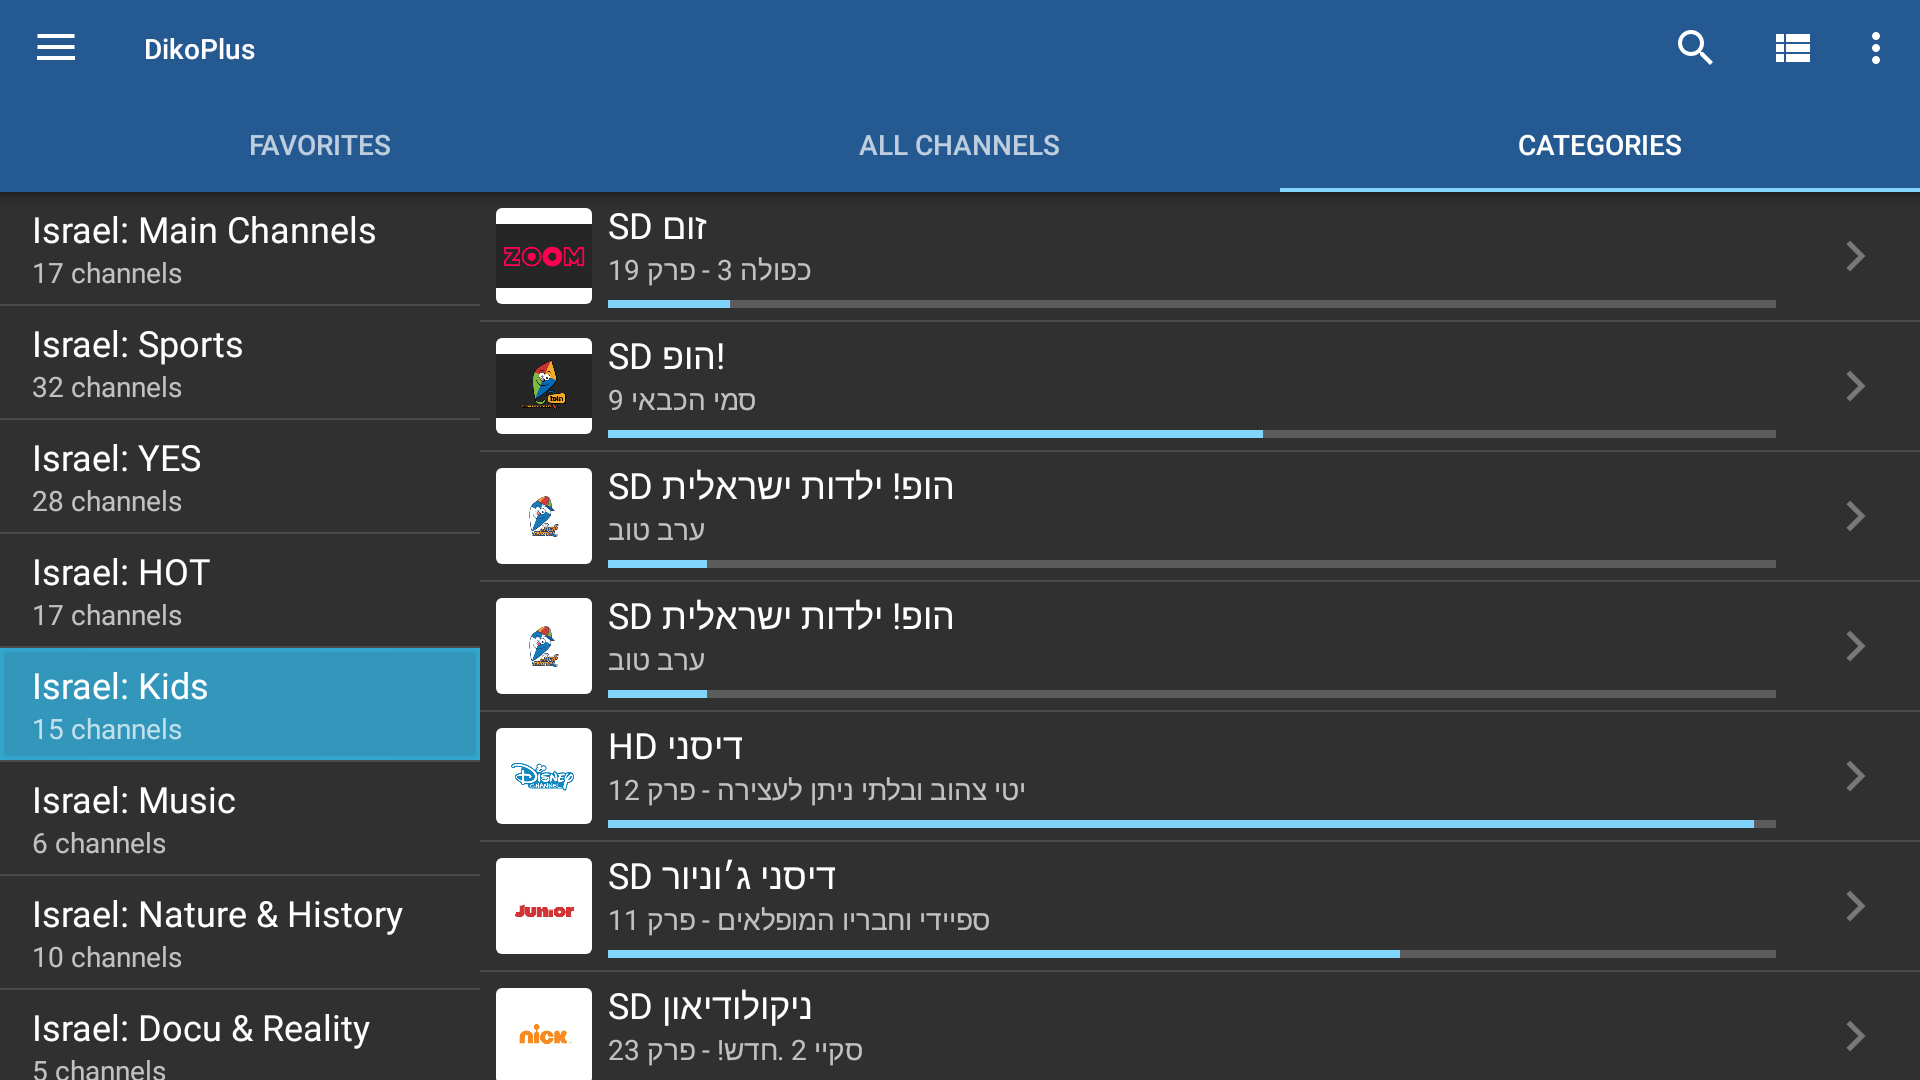 DikoPlus
FAVORITES
ALL CHANNELS
CATEGORIES
Israel: Main Channels
17 channels
Israel: Sports
32 channels
Israel: YES
28 channels
Israel: HOT
17 channels
Israel: Kids
15 channels
Israel: Music
6 channels
Israel: Nature & History
10 channels
Israel: Docu & Reality
5 channels
ZOOM
SD זום
כפולה 3 - פרק 19
SD הופ!
סמי הכבאי 9
SD הופ! ילדות ישראלית
ערב טוב
SD הופ! ילדות ישראלית
ערב טוב
Disney
CHANNEL
HD דיסני
יטי צהוב ובלתי ניתן לעצירה - פרק 12
Junior
SD דיסני ג׳וניור
ספיידי וחבריו המופלאים - פרק 11
nick
SD ניקולודיאון
סקיי 2 .חדש! - פרק 23